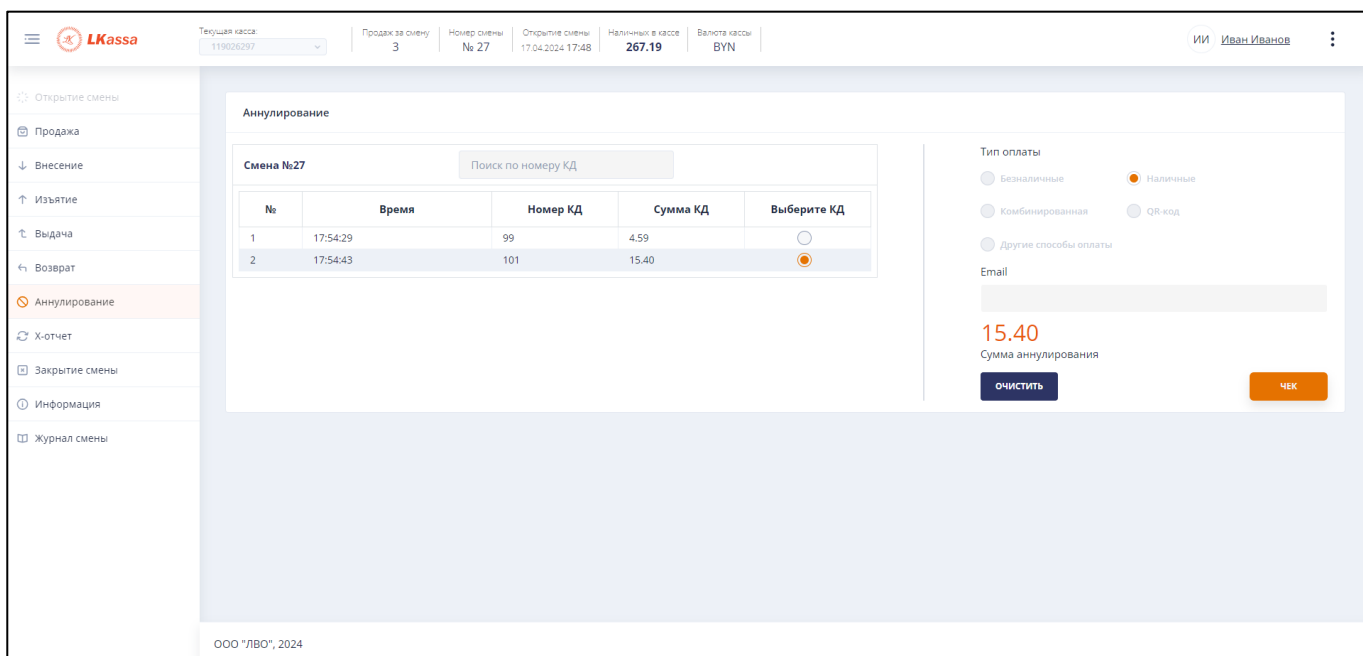 LKassa
Текущая касса:
119026297
Продаж за смену
3
Номер смены
№ 27
Открытие смены
17.04.2024 17:48
Наличных в кассе
267.19
Валюта кассы
BYN
ИИ Иван Иванов
Открытие смены
Продажа
Внесение
Изъятие
Выдача
Возврат
Аннулирование
X-отчет
Закрытие смены
Информация
Журнал смены
Аннулирование
Смена №27
Поиск по номеру КД
№ Время Номер КД Сумма КД Выберите КД
1 17:54:29 99 4.59
2 17:54:43 101 15.40
Тип оплаты
Безналичные Наличные
Комбинированная QR-код
Другие способы оплаты
Email
15.40
Сумма аннулирования
ОЧИСТИТЬ ЧЕК
ООО "ЛВО", 2024